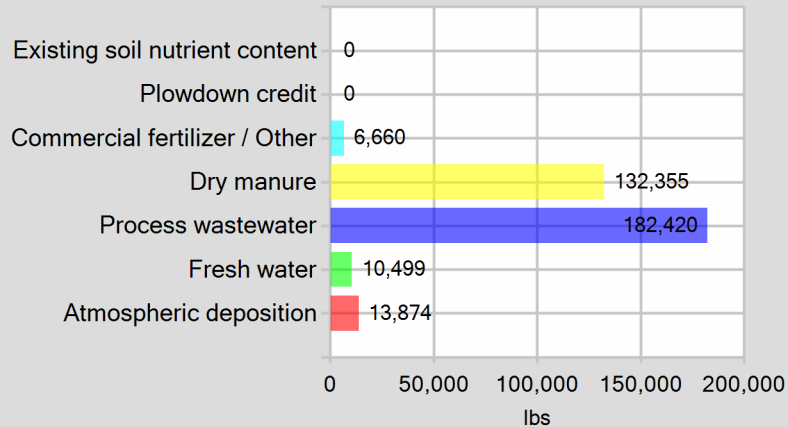 Existing soil nutrient content 0
Plowdown credit 0
Commercial fertilizer / Other 6,660
Dry manure 132,355
Process wastewater 182,420
Fresh water 10,499
Atmospheric deposition 13,874
0 50,000 100,000 150,000 200,000
lbs